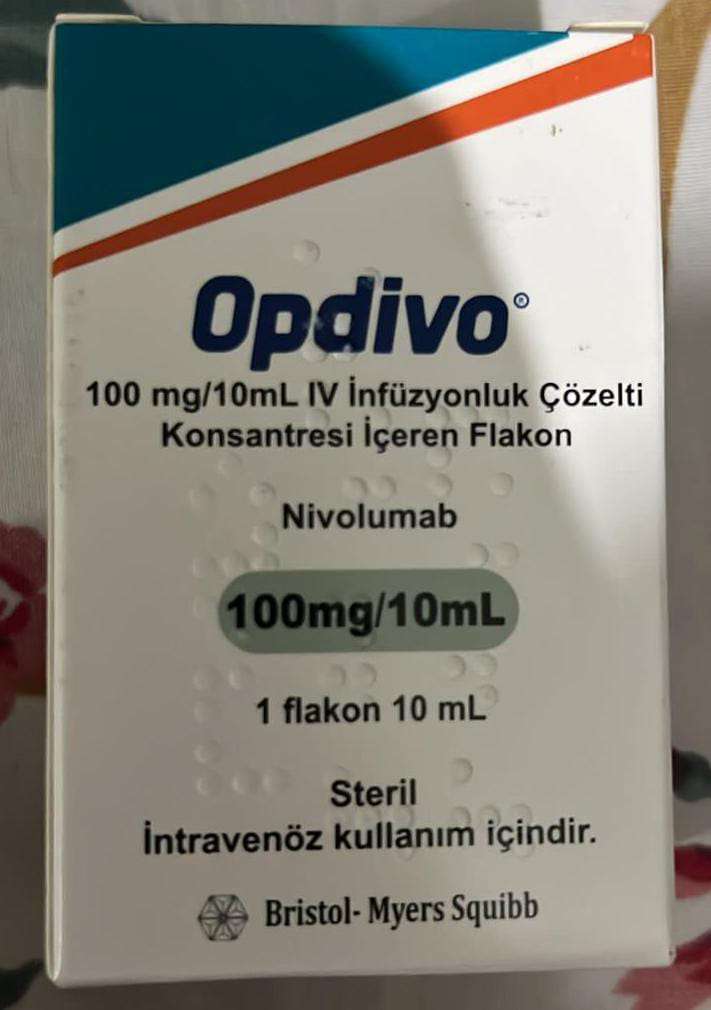 Opdivo®
100 mg/10mL IV İnfüzyonluk Çözelti
Konsantresi İçeren Flakon
Nivolumab
100mg/10mL
1 flakon 10 mL
Steril
İntravenöz kullanım içindir.
Bristol- Myers Squibb